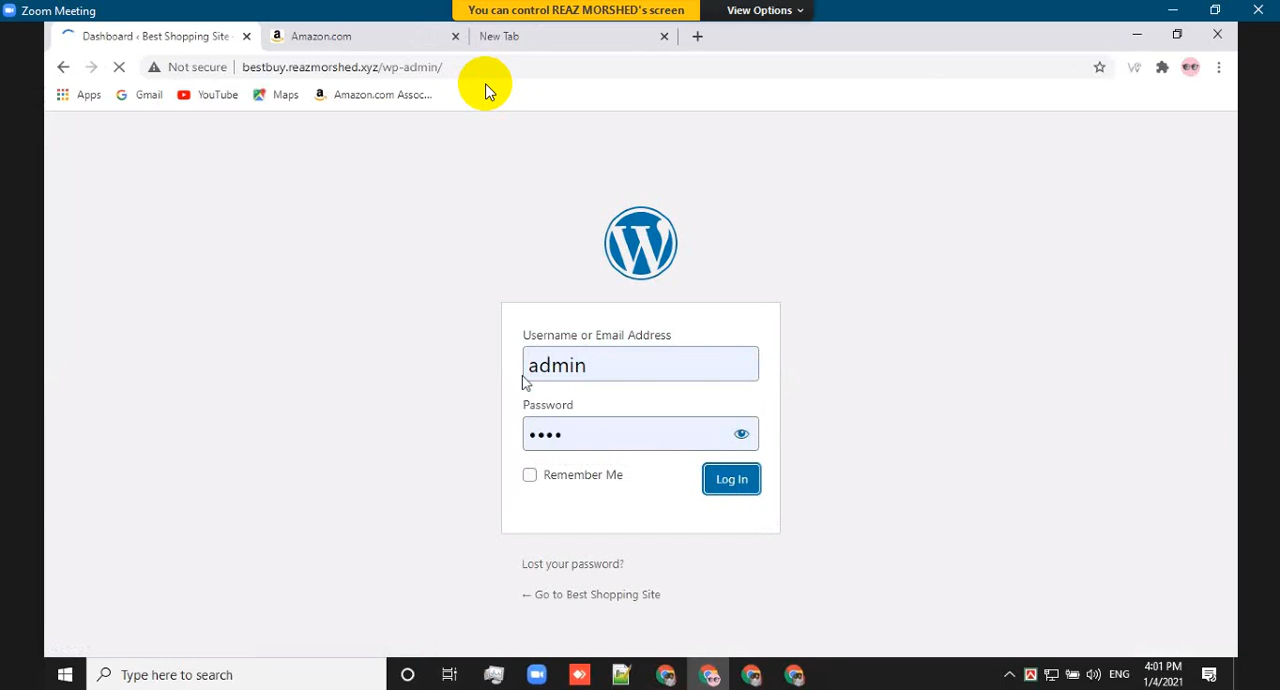 Zoom Meeting
You can control REAZ MORSHED's screen
View Options
Dashboard ‹ Best Shopping Site
Amazon.com
New Tab
Not secure
bestbuy.reazmorshed.xyz/wp-admin/
Apps
Gmail
YouTube
Maps
Amazon.com Assoc...
Username or Email Address
admin
Password
••••
Remember Me
Log In
Lost your password?
← Go to Best Shopping Site
Type here to search
ENG
4:01 PM
1/4/2021